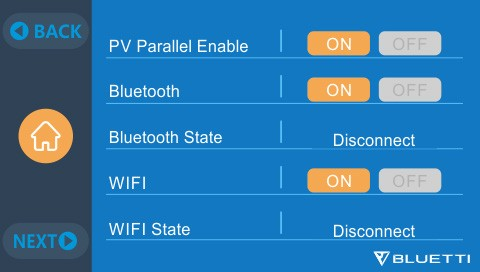 BACK
PV Parallel Enable ON OFF
Bluetooth ON OFF
Bluetooth State Disconnect
WIFI ON OFF
WIFI State Disconnect
NEXT
BLUETTI